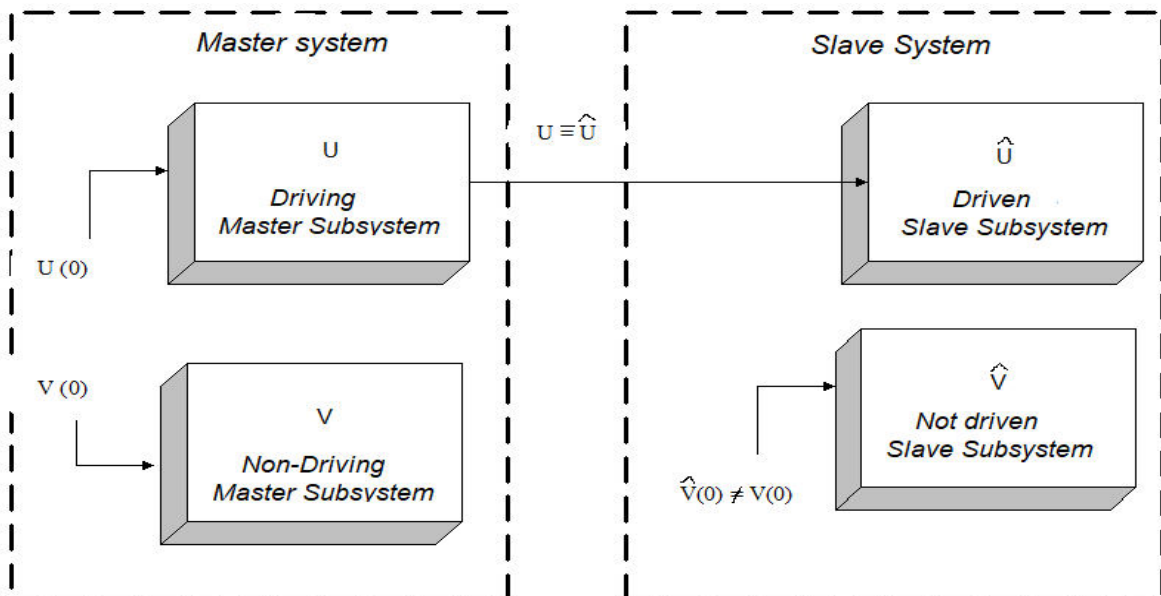 Master system
U
Driving
Master Subsystem
U (0)
V (0)
V
Non-Driving
Master Subsystem
U ≡ Û
Slave System
Û
Driven
Slave Subsystem
V̂
Not driven
Slave Subsystem
V̂(0) ≠ V(0)